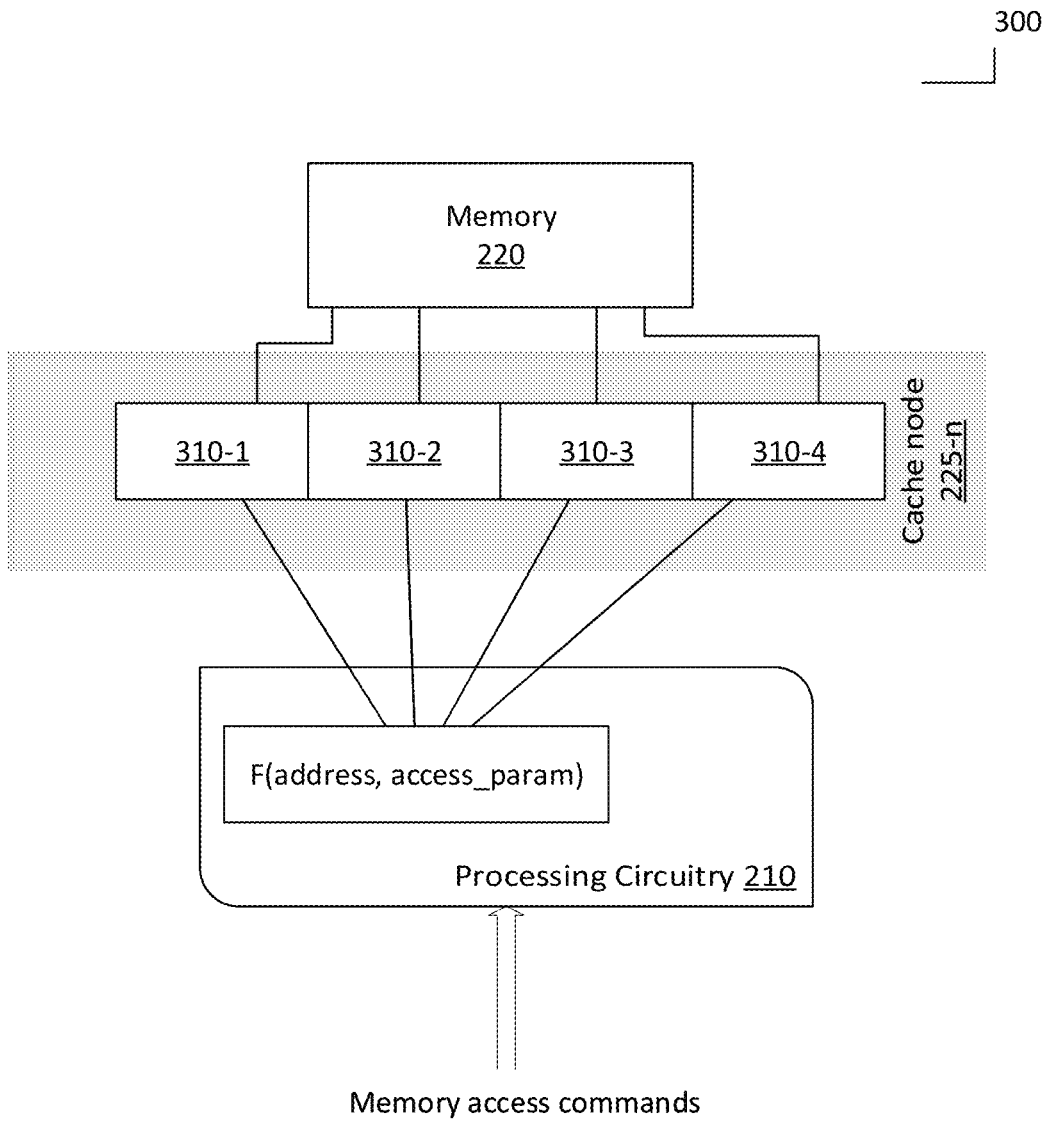 300
Memory
220
310-1 310-2 310-3 310-4
Cache node
225-n
F(address, access_param)
Processing Circuitry 210
Memory access commands